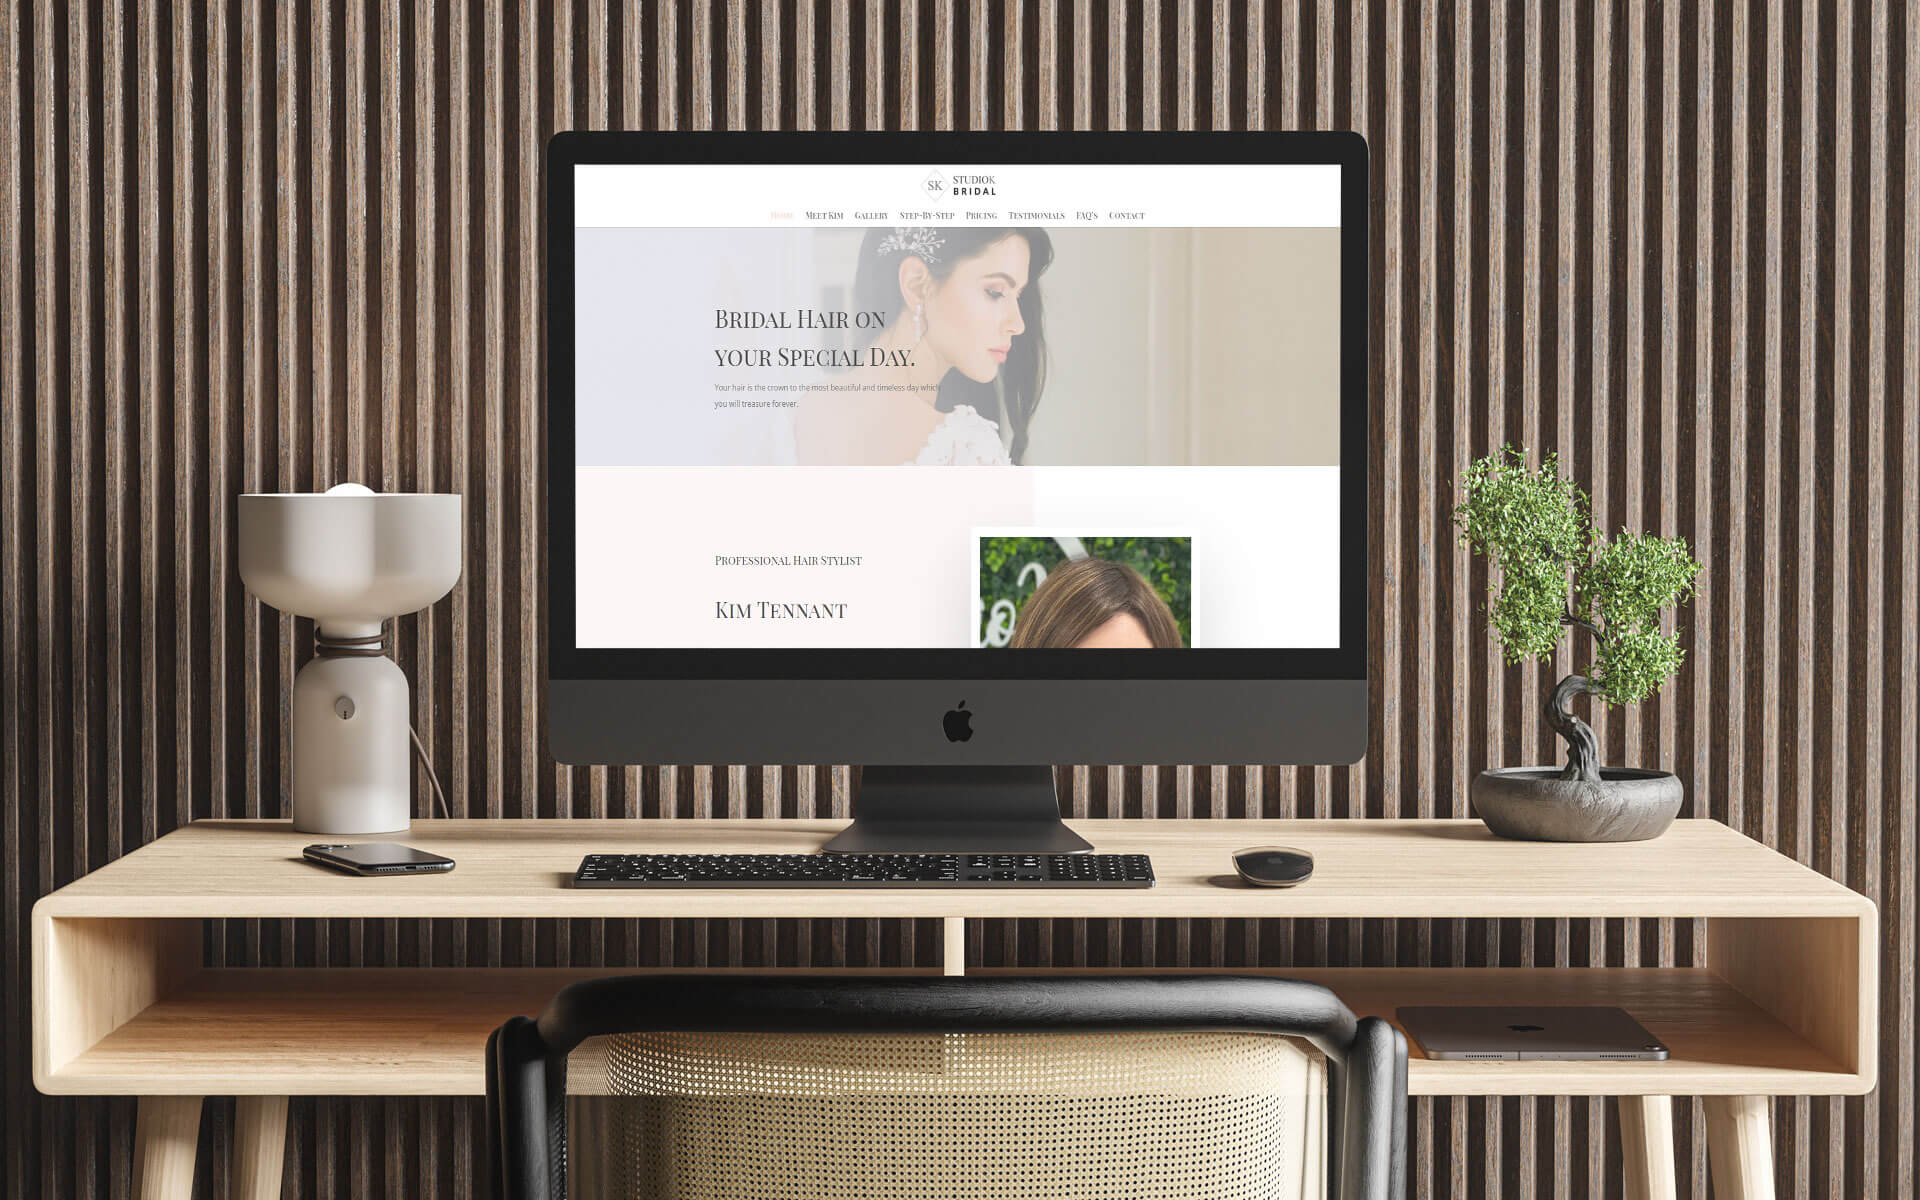 SK
STUDIOK
BRIDAL
Home Meet Kim Gallery Step-By-Step Pricing Testimonials FAQ's Contact
Bridal Hair on
your Special Day.
Your hair is the crown to the most beautiful and timeless day which
you will treasure forever.
Professional Hair Stylist
Kim Tennant